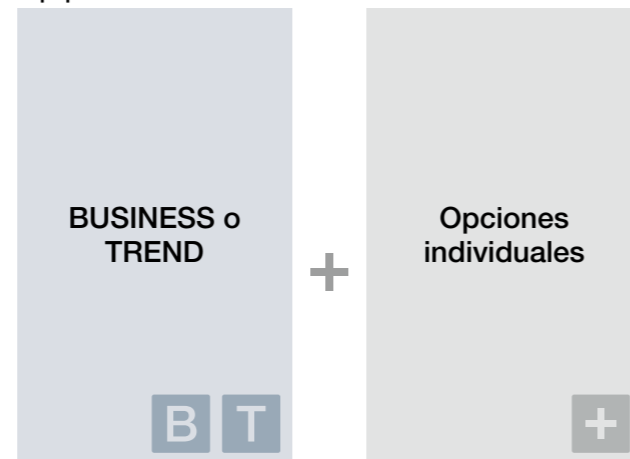 BUSINESS o
TREND
+
Opciones
individuales
B T
+